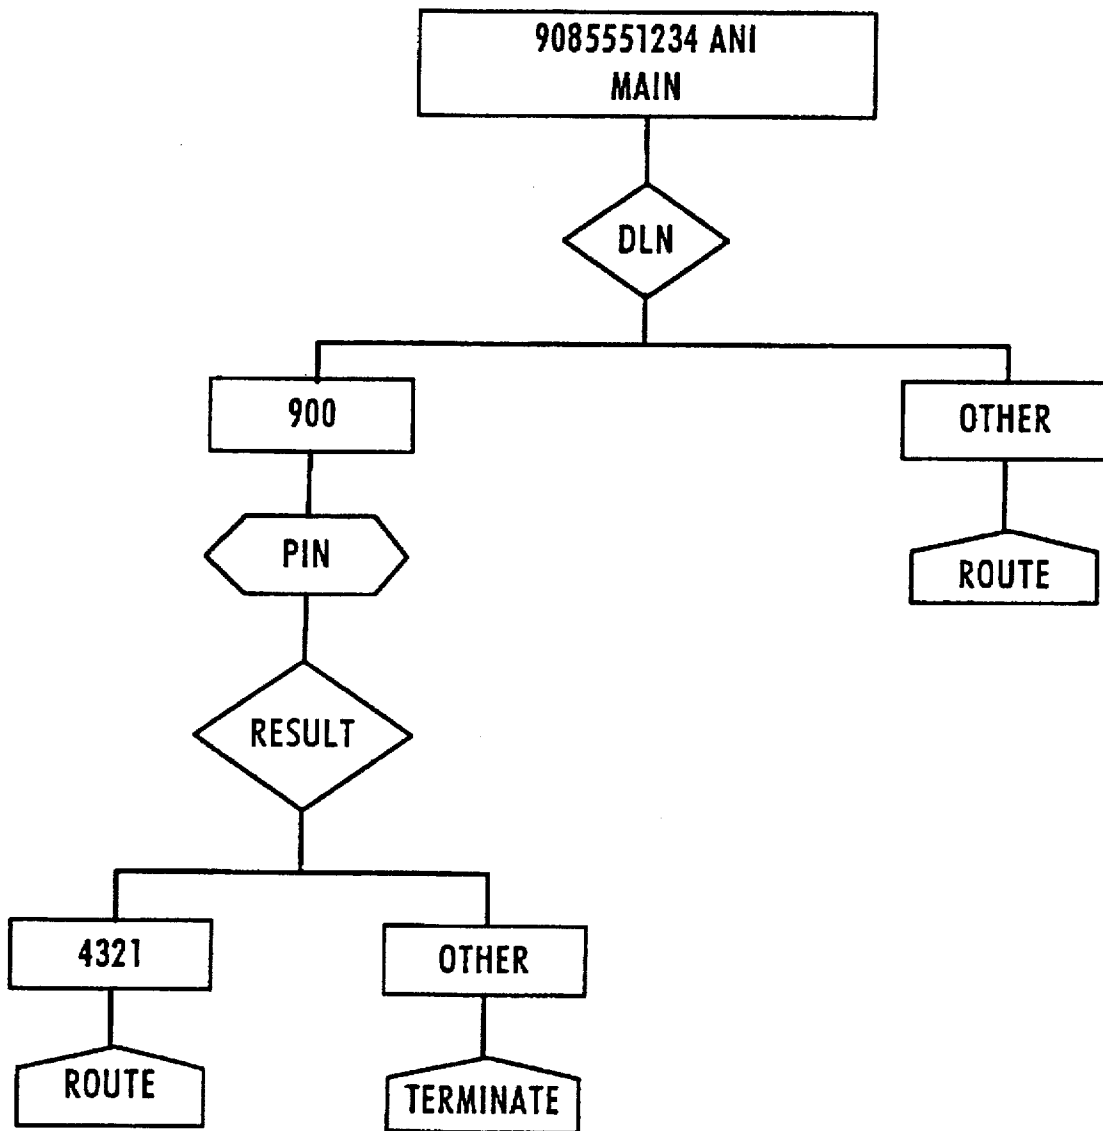 9085551234 ANI
MAIN
DLN
900
OTHER
PIN
ROUTE
RESULT
4321
OTHER
ROUTE
TERMINATE